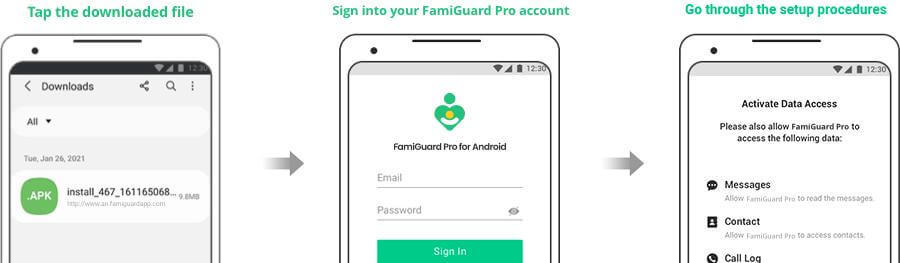 Tap the downloaded file
12:30
Downloads
All
Tue, Jan 26, 2021
.APK
install_467_161165068...
9.8MB
http://www.an.famiguardapp.com
Sign into your FamiGuard Pro account
12:30
FamiGuard Pro for Android
Email
Password
Sign In
Go through the setup procedures
12:30
Activate Data Access
Please also allow FamiGuard Pro to
access the following data:
Messages
Allow FamiGuard Pro to read the messages.
Contact
Allow FamiGuard Pro to access contacts.
Call Log